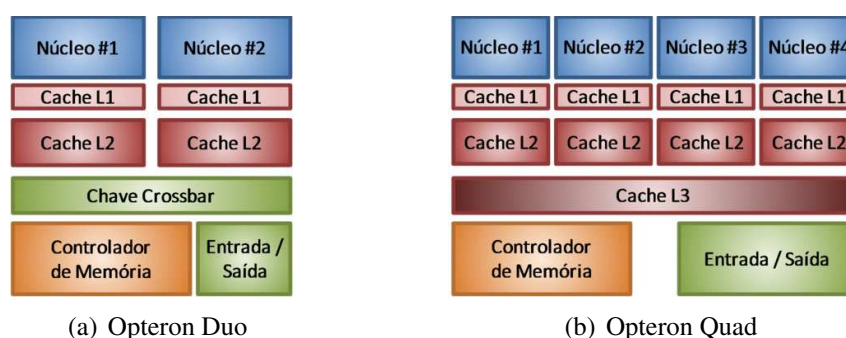 Núcleo #1 Núcleo #2 Núcleo #1 Núcleo #2 Núcleo #3 Núcleo #4
Cache L1 Cache L1 Cache L1 Cache L1 Cache L1 Cache L1
Cache L2 Cache L2 Cache L2 Cache L2 Cache L2 Cache L2
Chave Crossbar Cache L3
Controlador de Memória
Entrada / Saída
Controlador de Memória
Entrada / Saída
(a) Opteron Duo (b) Opteron Quad